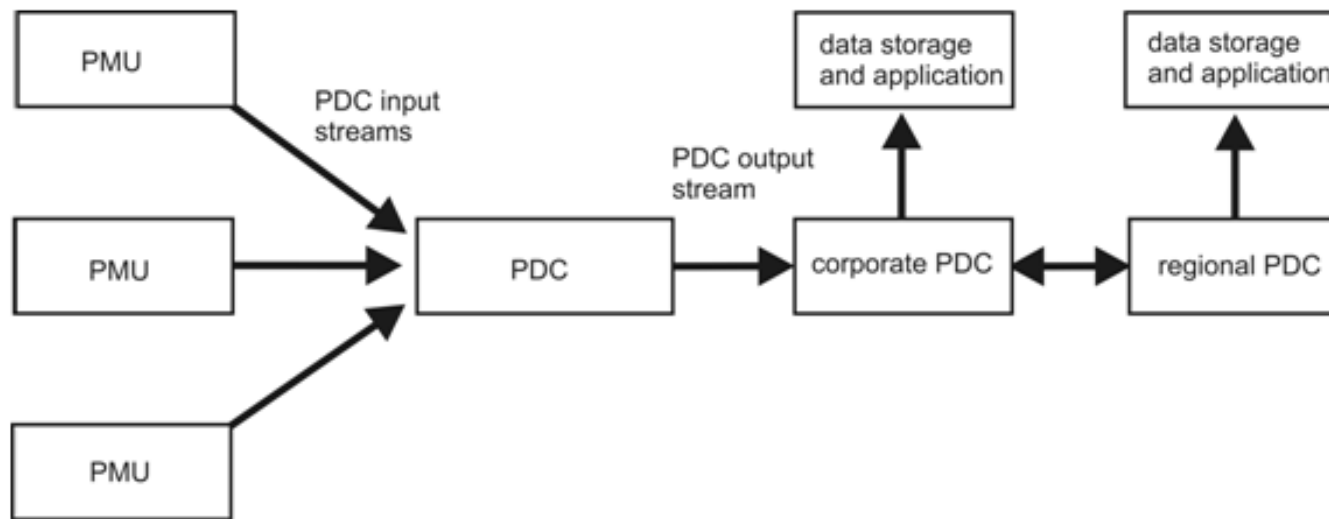 PMU
data storage
and application
data storage
and application
PDC input
streams
PDC output
stream
PMU
PDC
corporate PDC
regional PDC
PMU